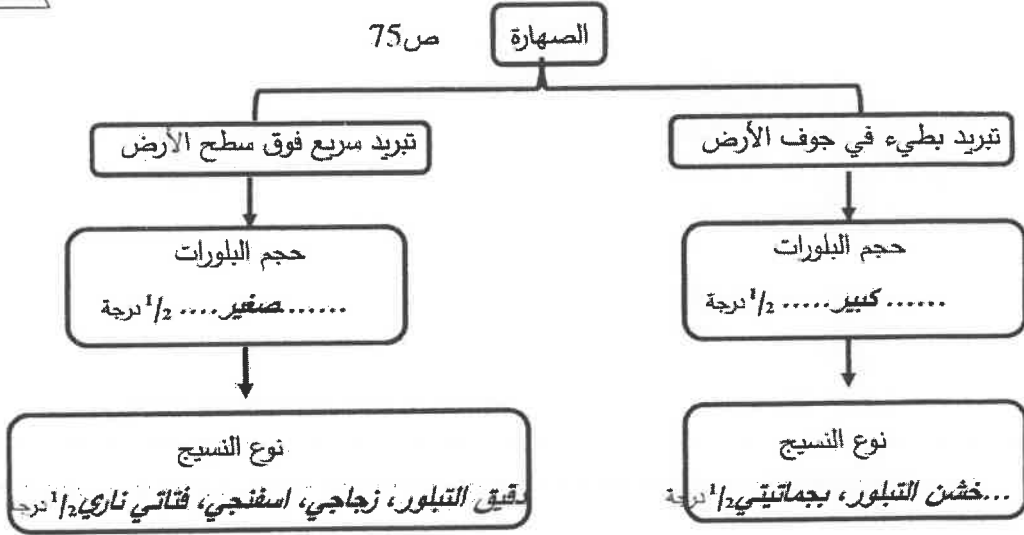 الصهارة
ص75
تبريد بطيء في جوف الأرض
تبريد سريع فوق سطح الأرض
حجم البلورات
......كبير..... 1/2 درجة
حجم البلورات
......صغير.... 1/2 درجة
نوع النسيج
...خشن التبلور، بجماتيتي 1/2 درجة
نوع النسيج
دقيق التبلور، زجاجي، اسفنجي، فتاتي ناري 1/2 درجة